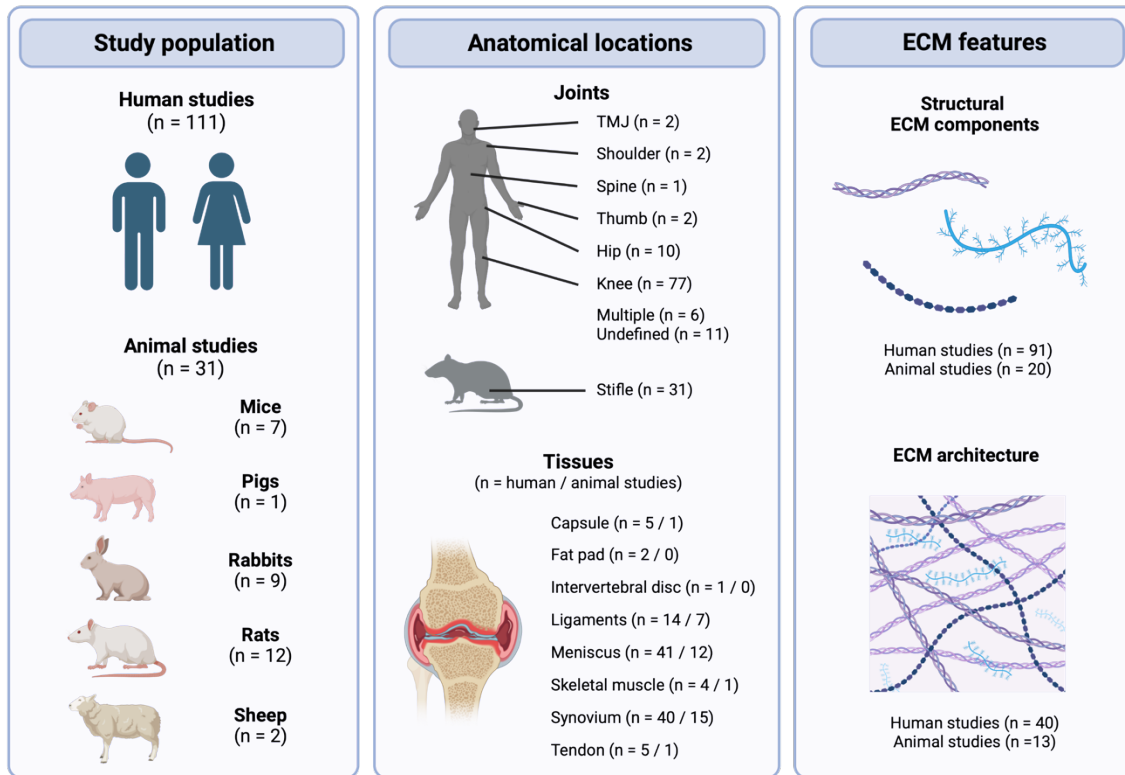 Study population
Human studies
(n = 111)
Animal studies
(n = 31)
Mice
(n = 7)
Pigs
(n = 1)
Rabbits
(n = 9)
Rats
(n = 12)
Sheep
(n = 2)
Anatomical locations
Joints
TMJ (n = 2)
Shoulder (n = 2)
Spine (n = 1)
Thumb (n = 2)
Hip (n = 10)
Knee (n = 77)
Multiple (n = 6)
Undefined (n = 11)
Stifle (n = 31)
Tissues
(n = human / animal studies)
Capsule (n = 5 / 1)
Fat pad (n = 2 / 0)
Intervertebral disc (n = 1 / 0)
Ligaments (n = 14 / 7)
Meniscus (n = 41 / 12)
Skeletal muscle (n = 4 / 1)
Synovium (n = 40 / 15)
Tendon (n = 5 / 1)
ECM features
Structural
ECM components
Human studies (n = 91)
Animal studies (n = 20)
ECM architecture
Human studies (n = 40)
Animal studies (n =13)